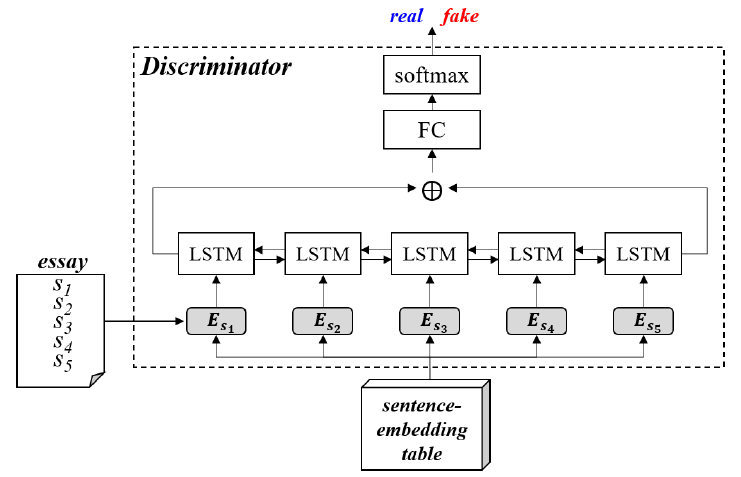 real fake
Discriminator
softmax
FC
⊕
LSTM LSTM LSTM LSTM LSTM
essay
s1
s2
s3
s4
s5
Es1 Es2 Es3 Es4 Es5
sentence-
embedding
table